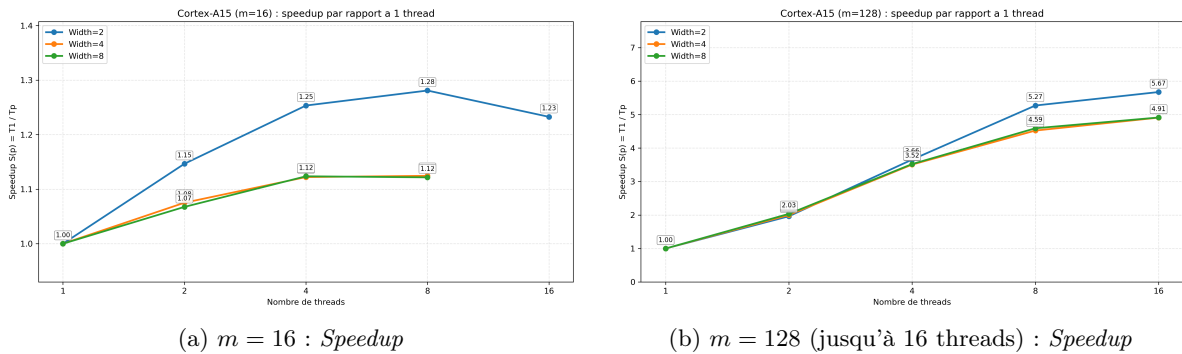 Cortex-A15 (m=16) : speedup par rapport a 1 thread
Width=2
Width=4
Width=8
Speedup S(p) = T1 / Tp
1.4
1.3
1.2
1.1
1.0
1.00
1.15
1.08
1.07
1.25
1.12
1.28
1.12
1.23
1
2
4
8
16
Nombre de threads
(a) m = 16 : Speedup
Cortex-A15 (m=128) : speedup par rapport a 1 thread
Width=2
Width=4
Width=8
Speedup S(p) = T1 / Tp
7
6
5
4
3
2
1
0
1.00
2.03
3.66
3.52
5.27
4.59
5.67
4.91
1
2
4
8
16
Nombre de threads
(b) m = 128 (jusqu'à 16 threads) : Speedup